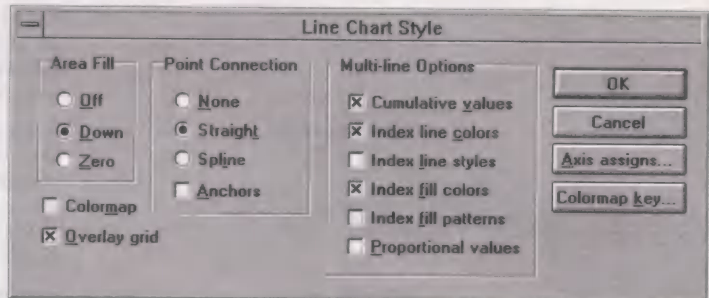 Line Chart Style
Area Fill
Off
Down
Zero
Colormap
Overlay grid
Point Connection
None
Straight
Spline
Anchors
Multi-line Options
Cumulative values
Index line colors
Index line styles
Index fill colors
Index fill patterns
Proportional values
OK
Cancel
Axis assigns...
Colormap key...